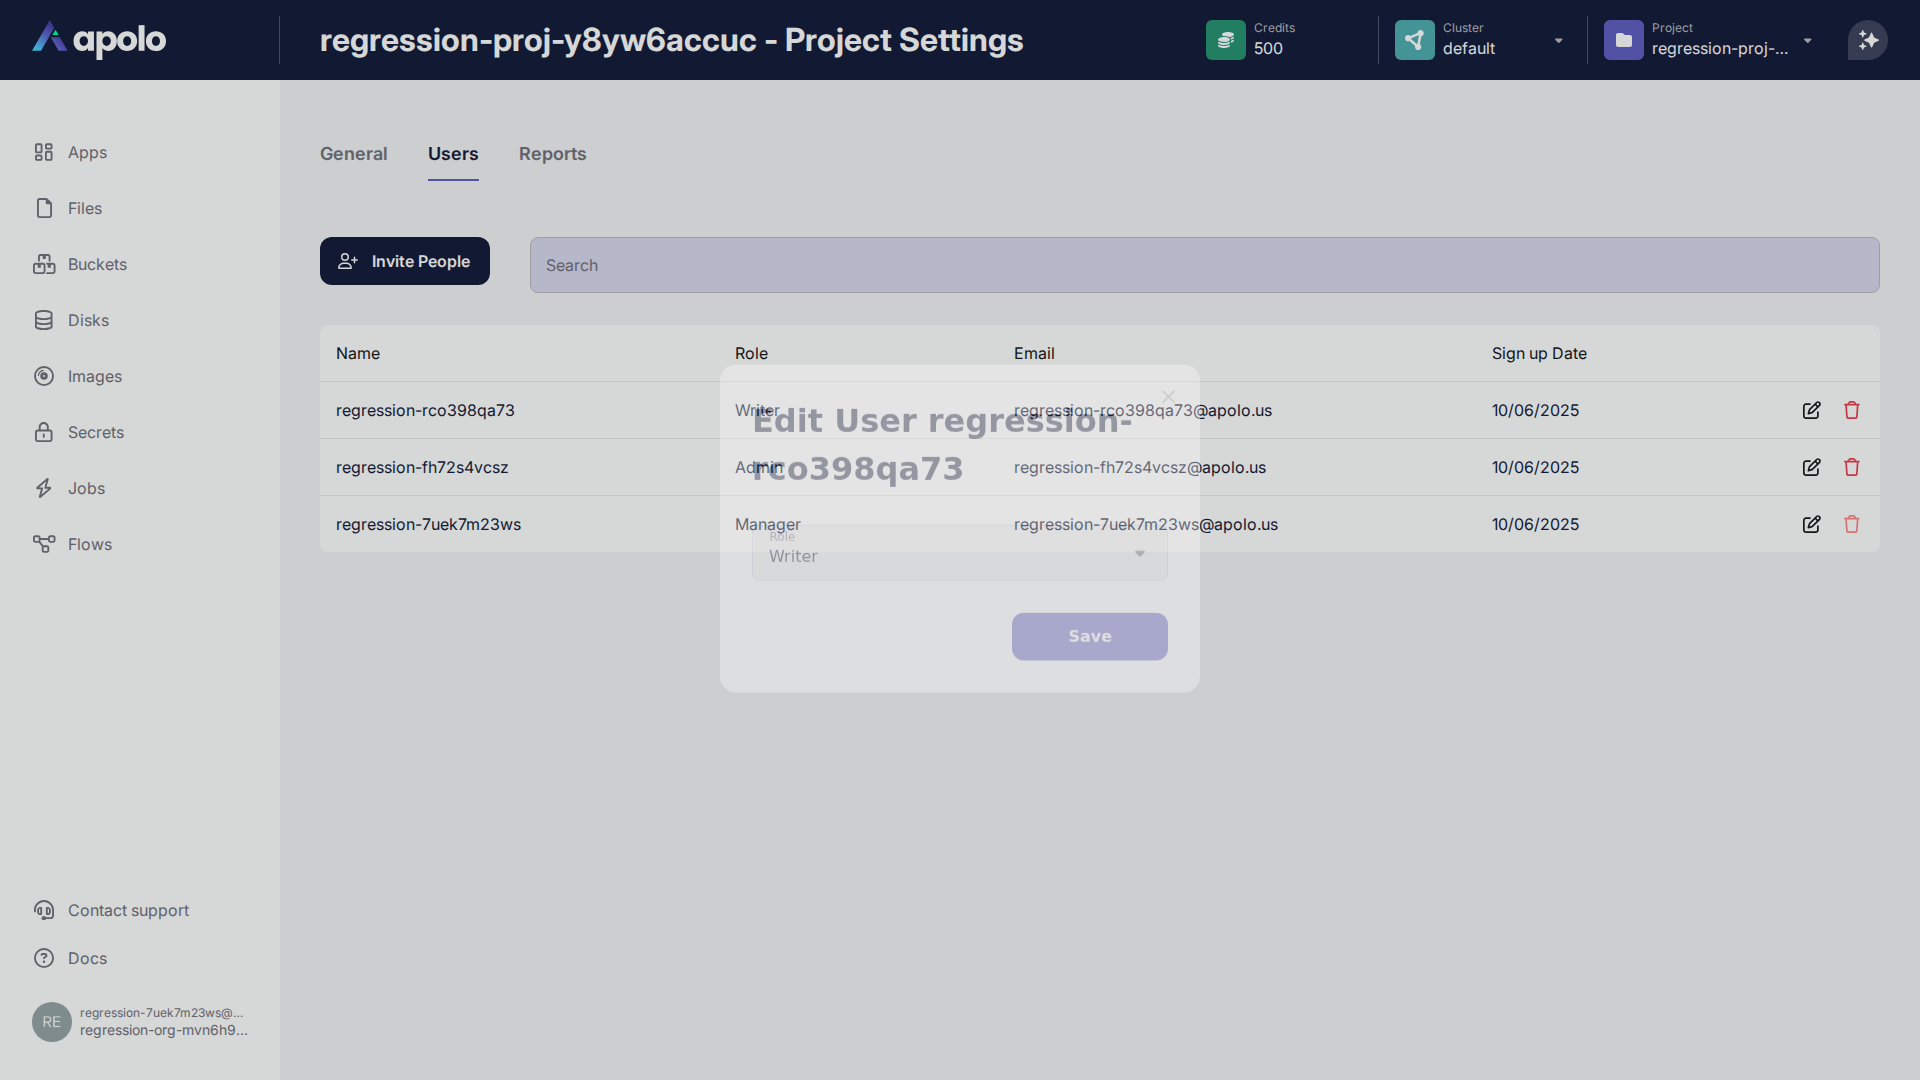 apolo
regression-proj-y8yw6accuc - Project Settings
Credits
500
Cluster
default
Project
regression-proj-...
Apps
Files
Buckets
Disks
Images
Secrets
Jobs
Flows
General
Users
Reports
Invite People
Search
Name
Role
Email
Sign up Date
regression-rco398qa73
Writer
regression-rco398qa73@apolo.us
10/06/2025
regression-fh72s4vcsz
Admin
regression-fh72s4vcsz@apolo.us
10/06/2025
regression-7uek7m23ws
Manager
regression-7uek7m23ws@apolo.us
10/06/2025
Edit User regression-
rco398qa73
Role
Writer
Save
Contact support
Docs
RE
regression-7uek7m23ws@...
regression-org-mvn6h9...